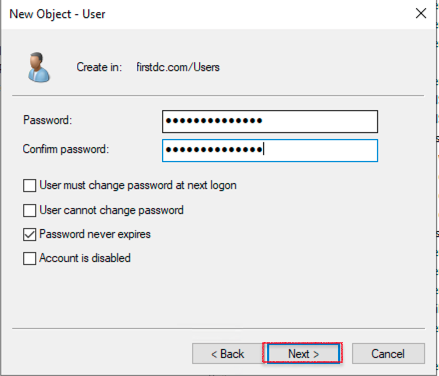 New Object - User
Create in: firstdc.com/Users
Password: ●●●●●●●●●●●●●●
Confirm password: ●●●●●●●●●●●●●●
User must change password at next logon
User cannot change password
Password never expires
Account is disabled
< Back Next > Cancel